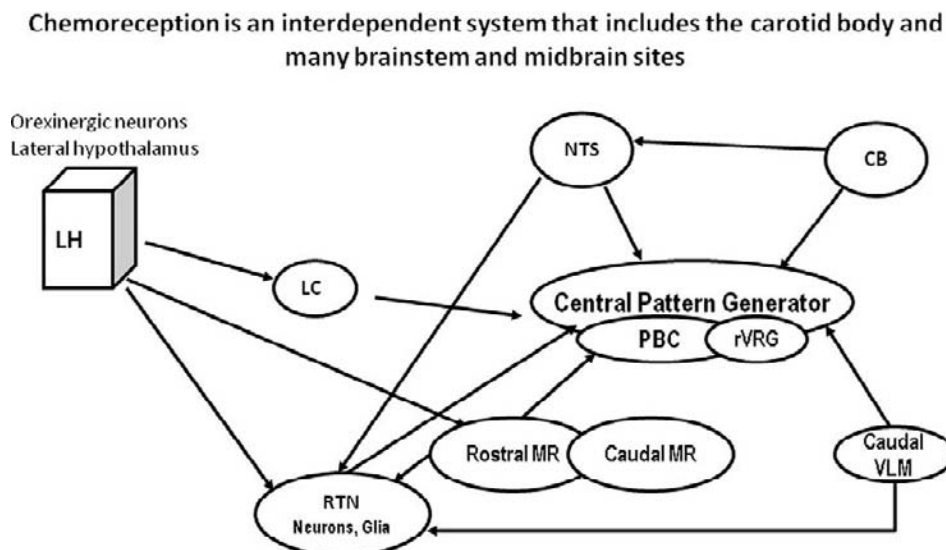 Chemoreception is an interdependent system that includes the carotid body and
many brainstem and midbrain sites
Orexinergic neurons
Lateral hypothalamus
NTS
CB
LH
LC
Central Pattern Generator
PBC
rVRG
Rostral MR
Caudal MR
Caudal
VLM
RTN
Neurons, Glia